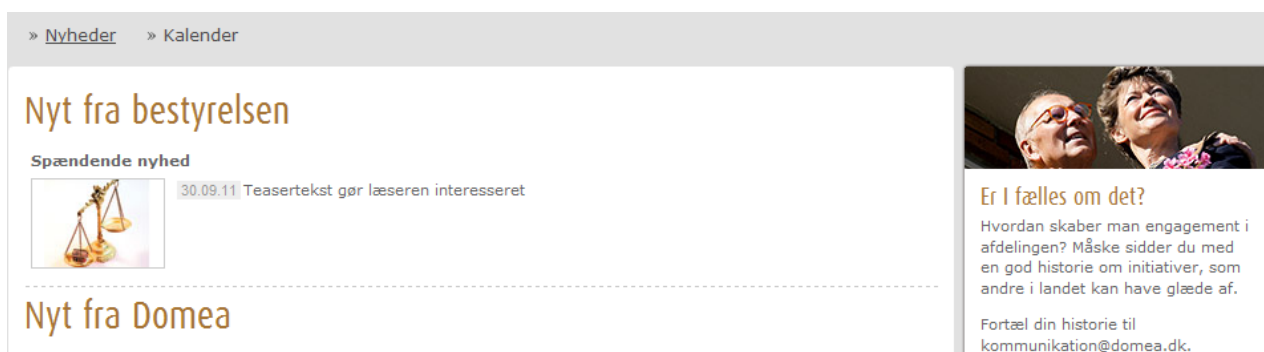 » Nyheder » Kalender
Nyt fra bestyrelsen
Spændende nyhed
30.09.11 Teasertekst gør læseren interesseret
Nyt fra Domea
Er I fælles om det?
Hvordan skaber man engagement i
afdelingen? Måske sidder du med
en god historie om initiativer, som
andre i landet kan have glæde af.
Fortæl din historie til
kommunikation@domea.dk.